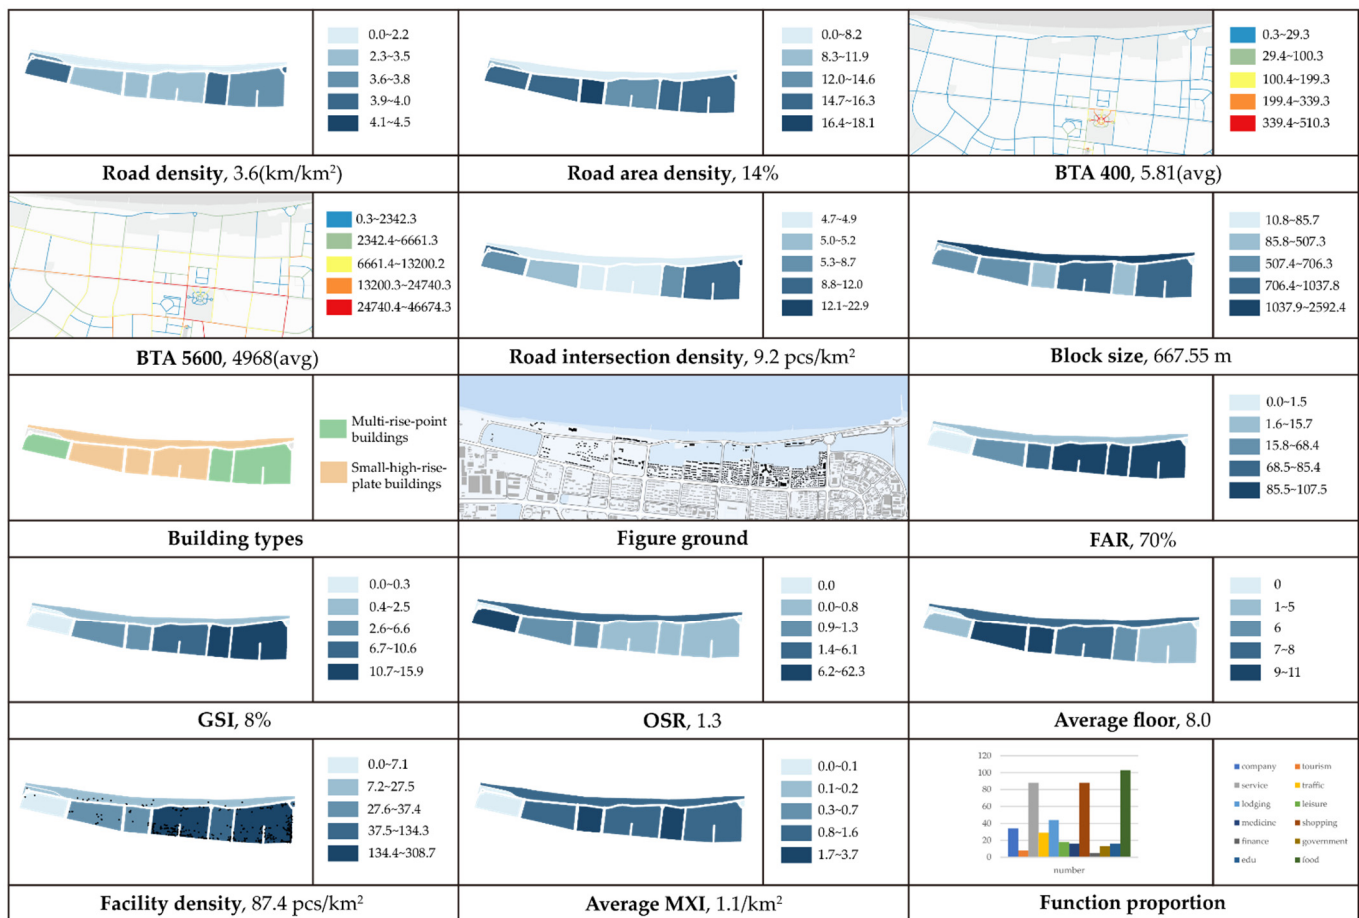 0.0~2.2
2.3~3.5
3.6~3.8
3.9~4.0
4.1~4.5
Road density, 3.6(km/km²)
0.0~8.2
8.3~11.9
12.0~14.6
14.7~16.3
16.4~18.1
Road area density, 14%
0.3~29.3
29.4~100.3
100.4~199.3
199.4~339.3
339.4~510.3
BTA 400, 5.81(avg)
0.3~2342.3
2342.4~6661.3
6661.4~13200.2
13200.3~24740.3
24740.4~46674.3
BTA 5600, 4968(avg)
4.7~4.9
5.0~5.2
5.3~8.7
8.8~12.0
12.1~22.9
Road intersection density, 9.2 pcs/km²
10.8~85.7
85.8~507.3
507.4~706.3
706.4~1037.8
1037.9~2592.4
Block size, 667.55 m
Multi-rise-point
buildings
Small-high-rise-
plate buildings
Building types
Figure ground
0.0~1.5
1.6~15.7
15.8~68.4
68.5~85.4
85.5~107.5
FAR, 70%
0.0~0.3
0.4~2.5
2.6~6.6
6.7~10.6
10.7~15.9
GSI, 8%
0.0
0.0~0.8
0.9~1.3
1.4~6.1
6.2~62.3
OSR, 1.3
0
1~5
6
7~8
9~11
Average floor, 8.0
0.0~7.1
7.2~27.5
27.6~37.4
37.5~134.3
134.4~308.7
Facility density, 87.4 pcs/km²
0.0~0.1
0.1~0.2
0.3~0.7
0.8~1.6
1.7~3.7
Average MXI, 1.1/km²
120
100
80
60
40
20
0
number
company tourism
service traffic
lodging leisure
medicine shopping
finance government
edu food
Function proportion